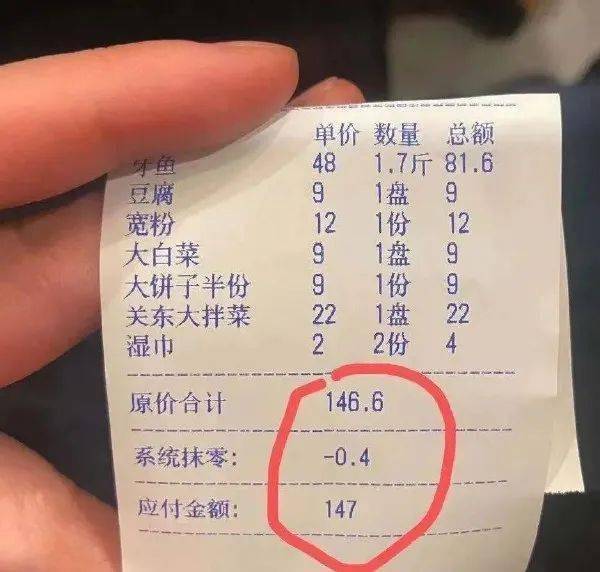 单价 数量 总额
牙鱼 48 1.7斤 81.6
豆腐 9 1盘 9
宽粉 12 1份 12
大白菜 9 1盘 9
大饼子半份 9 1份 9
关东大拌菜 22 1盘 22
湿巾 2 2份 4
原价合计 146.6
系统抹零: -0.4
应付金额: 147